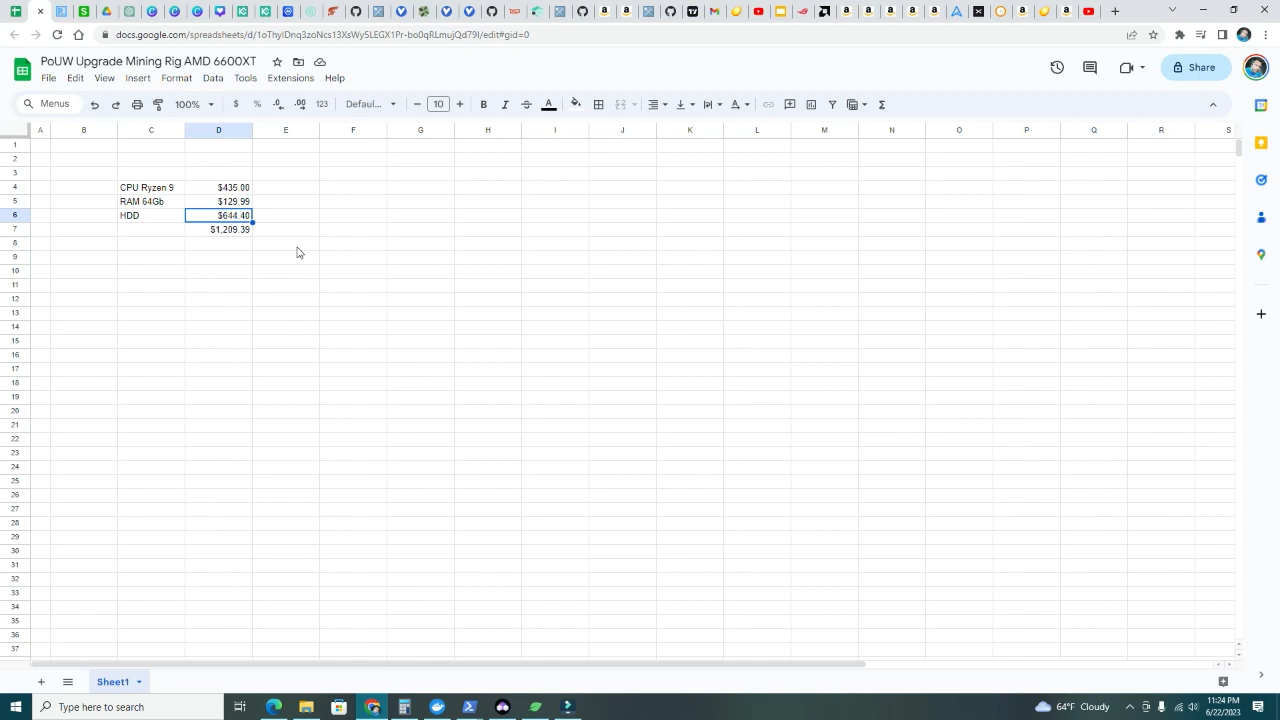 docs.google.com/spreadsheets/d/1oThyIDnq3zoNcs13XsWy5LEGX1Pr-bo0qRLmujQd79I/edit#gid=0
PoUW Upgrade Mining Rig AMD 6600XT
File Edit View Insert Format Data Tools Extensions Help
Share
Menus 100% $ % .0 .00 123 Defaul... 10 B I A Σ
A B C D E F G H I J K L M N O P Q R S
1
2
3
4 CPU Ryzen 9 $435.00
5 RAM 64Gb $129.99
6 HDD $644.40
7 $1,209.39
8
9
10
11
12
13
14
15
16
17
18
19
20
21
22
23
24
25
26
27
28
29
30
31
32
33
34
35
36
37
Sheet1
Type here to search
64°F Cloudy
11:24 PM
6/22/2023